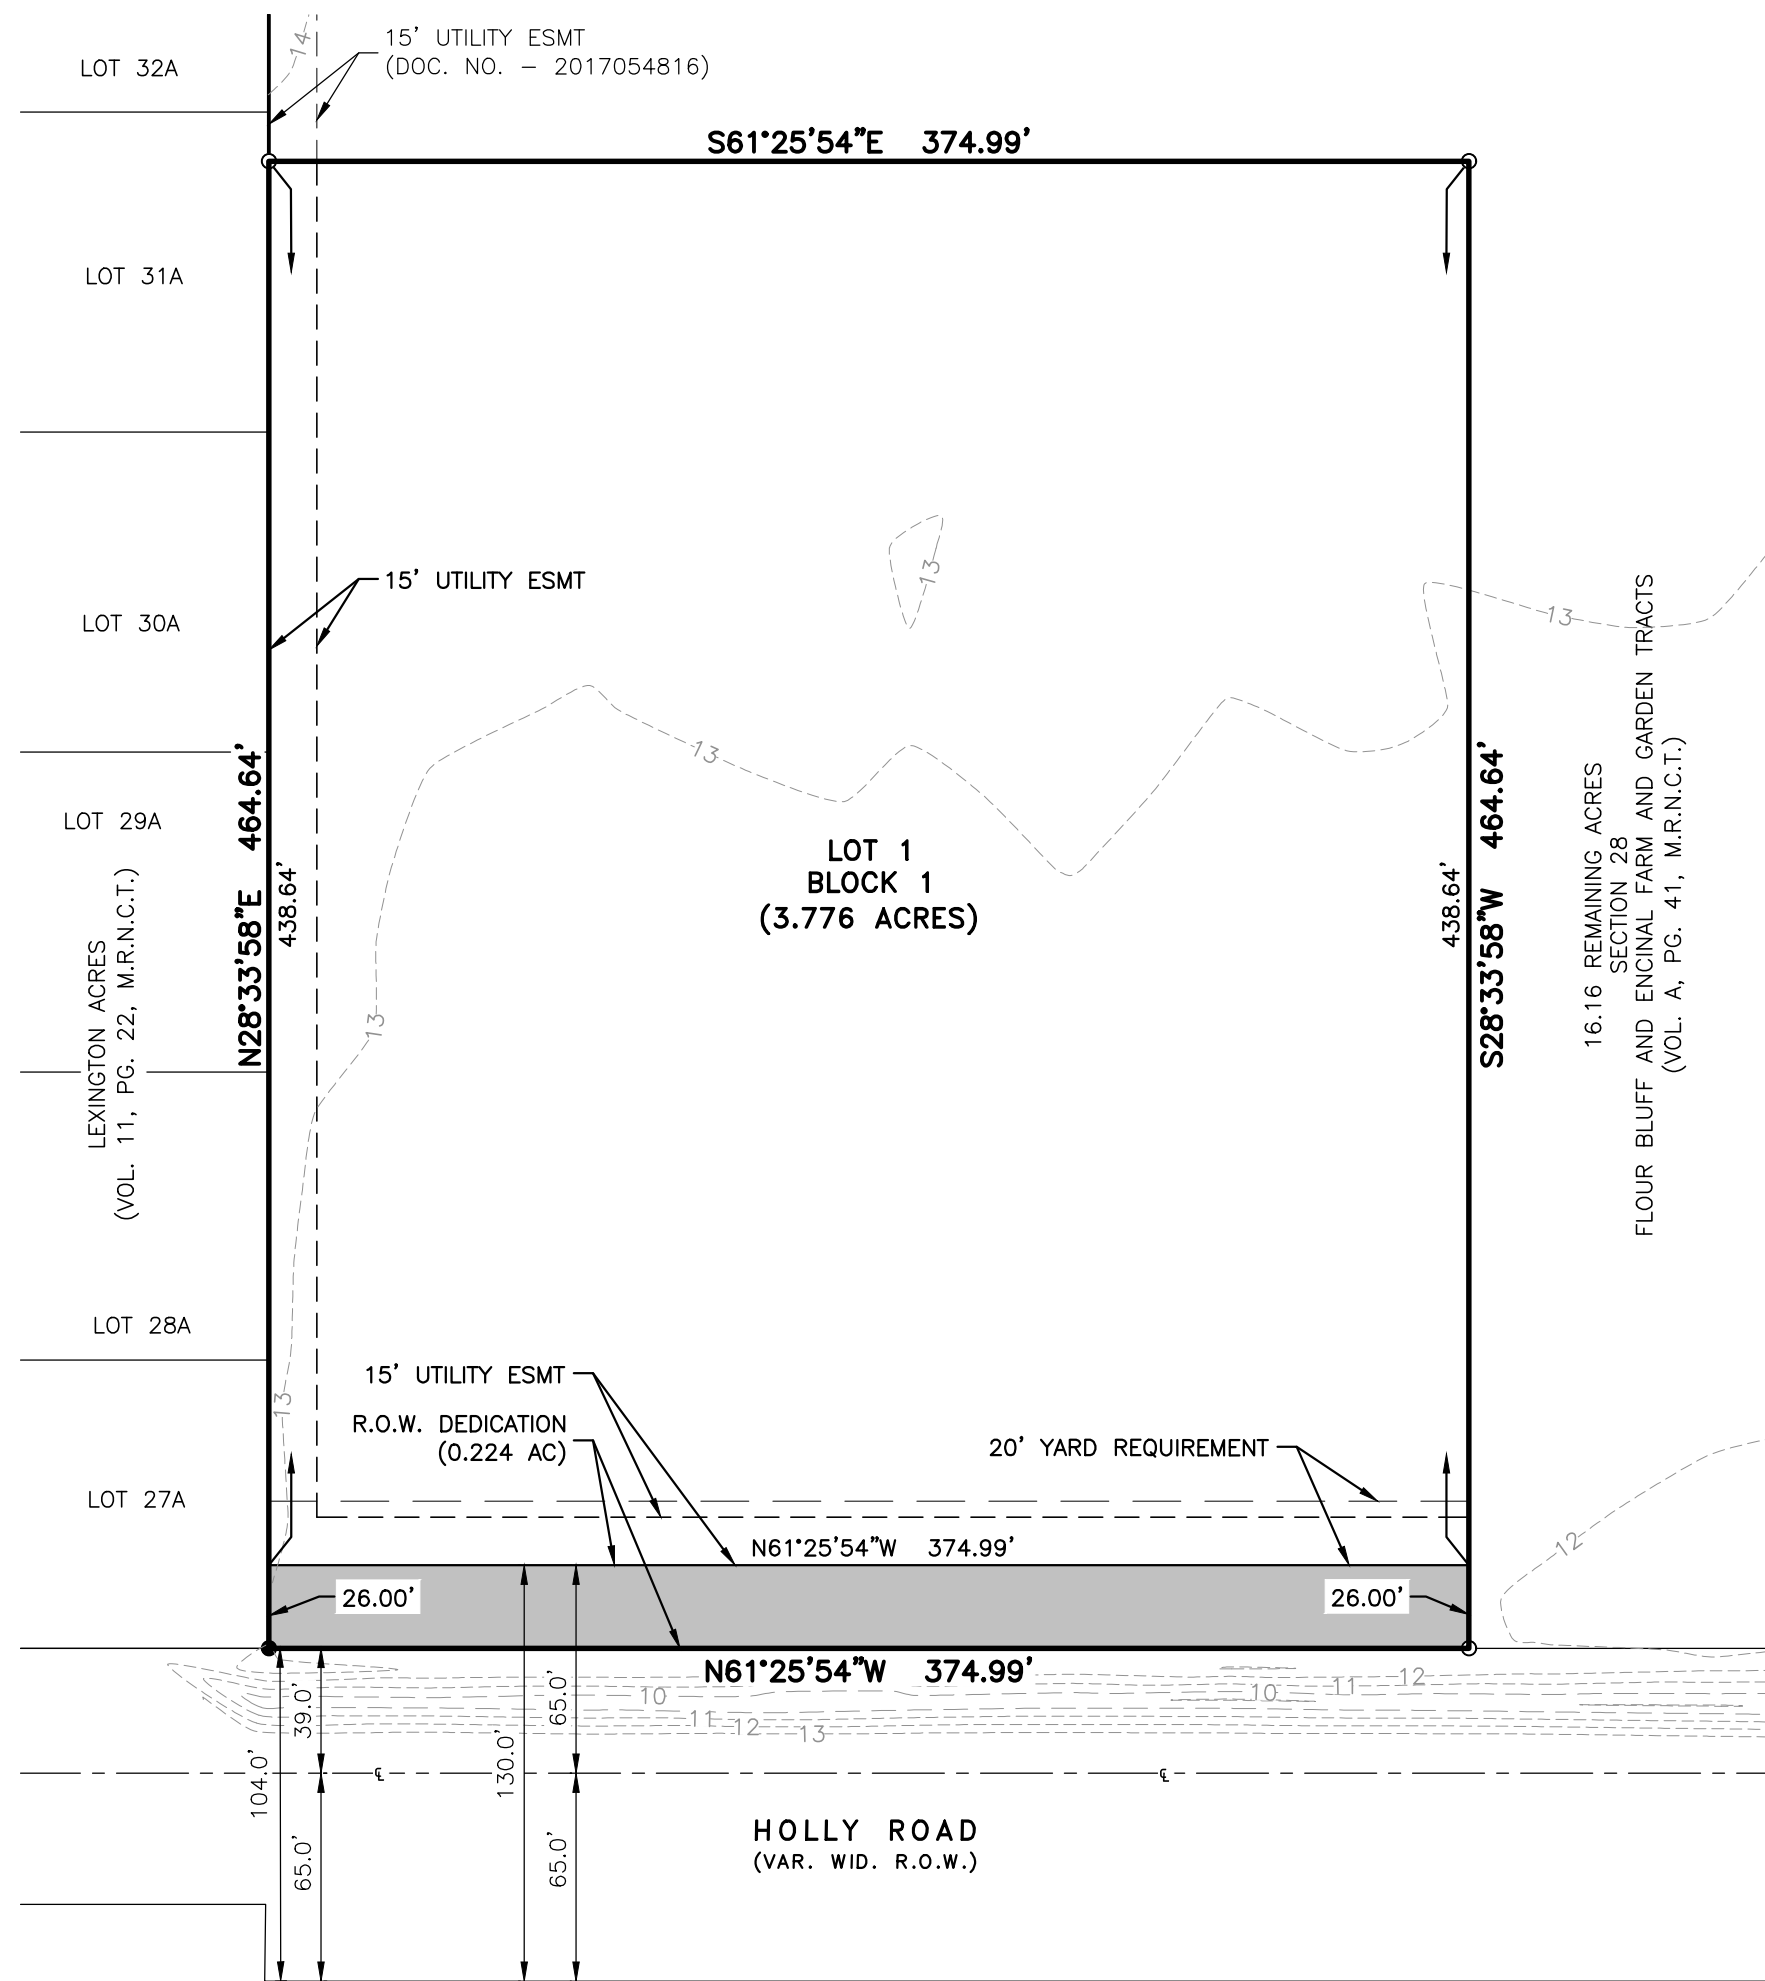 LOT 32A
14
15' UTILITY ESMT
(DOC. NO. - 2017054816)
S61°25'54"E 374.99'
LOT 31A
LOT 30A
15' UTILITY ESMT
13
13
13
LOT 29A
N28°33'58"E 464.64'
438.64'
LOT 1
BLOCK 1
(3.776 ACRES)
438.64'
S28°33'58"W 464.64'
16.16 REMAINING ACRES
SECTION 28
FLOUR BLUFF AND ENCINAL FARM AND GARDEN TRACTS
(VOL. A, PG. 41, M.R.N.C.T.)
LEXINGTON ACRES
(VOL. 11, PG. 22, M.R.N.C.T.)
13
LOT 28A
15' UTILITY ESMT
13
R.O.W. DEDICATION
(0.224 AC)
20' YARD REQUIREMENT
LOT 27A
N61°25'54"W 374.99'
12
26.00'
26.00'
N61°25'54"W 374.99'
10
11
12
13
10
11
12
39.0'
65.0'
104.0'
130.0'
℄
℄
65.0'
65.0'
HOLLY ROAD
(VAR. WID. R.O.W.)